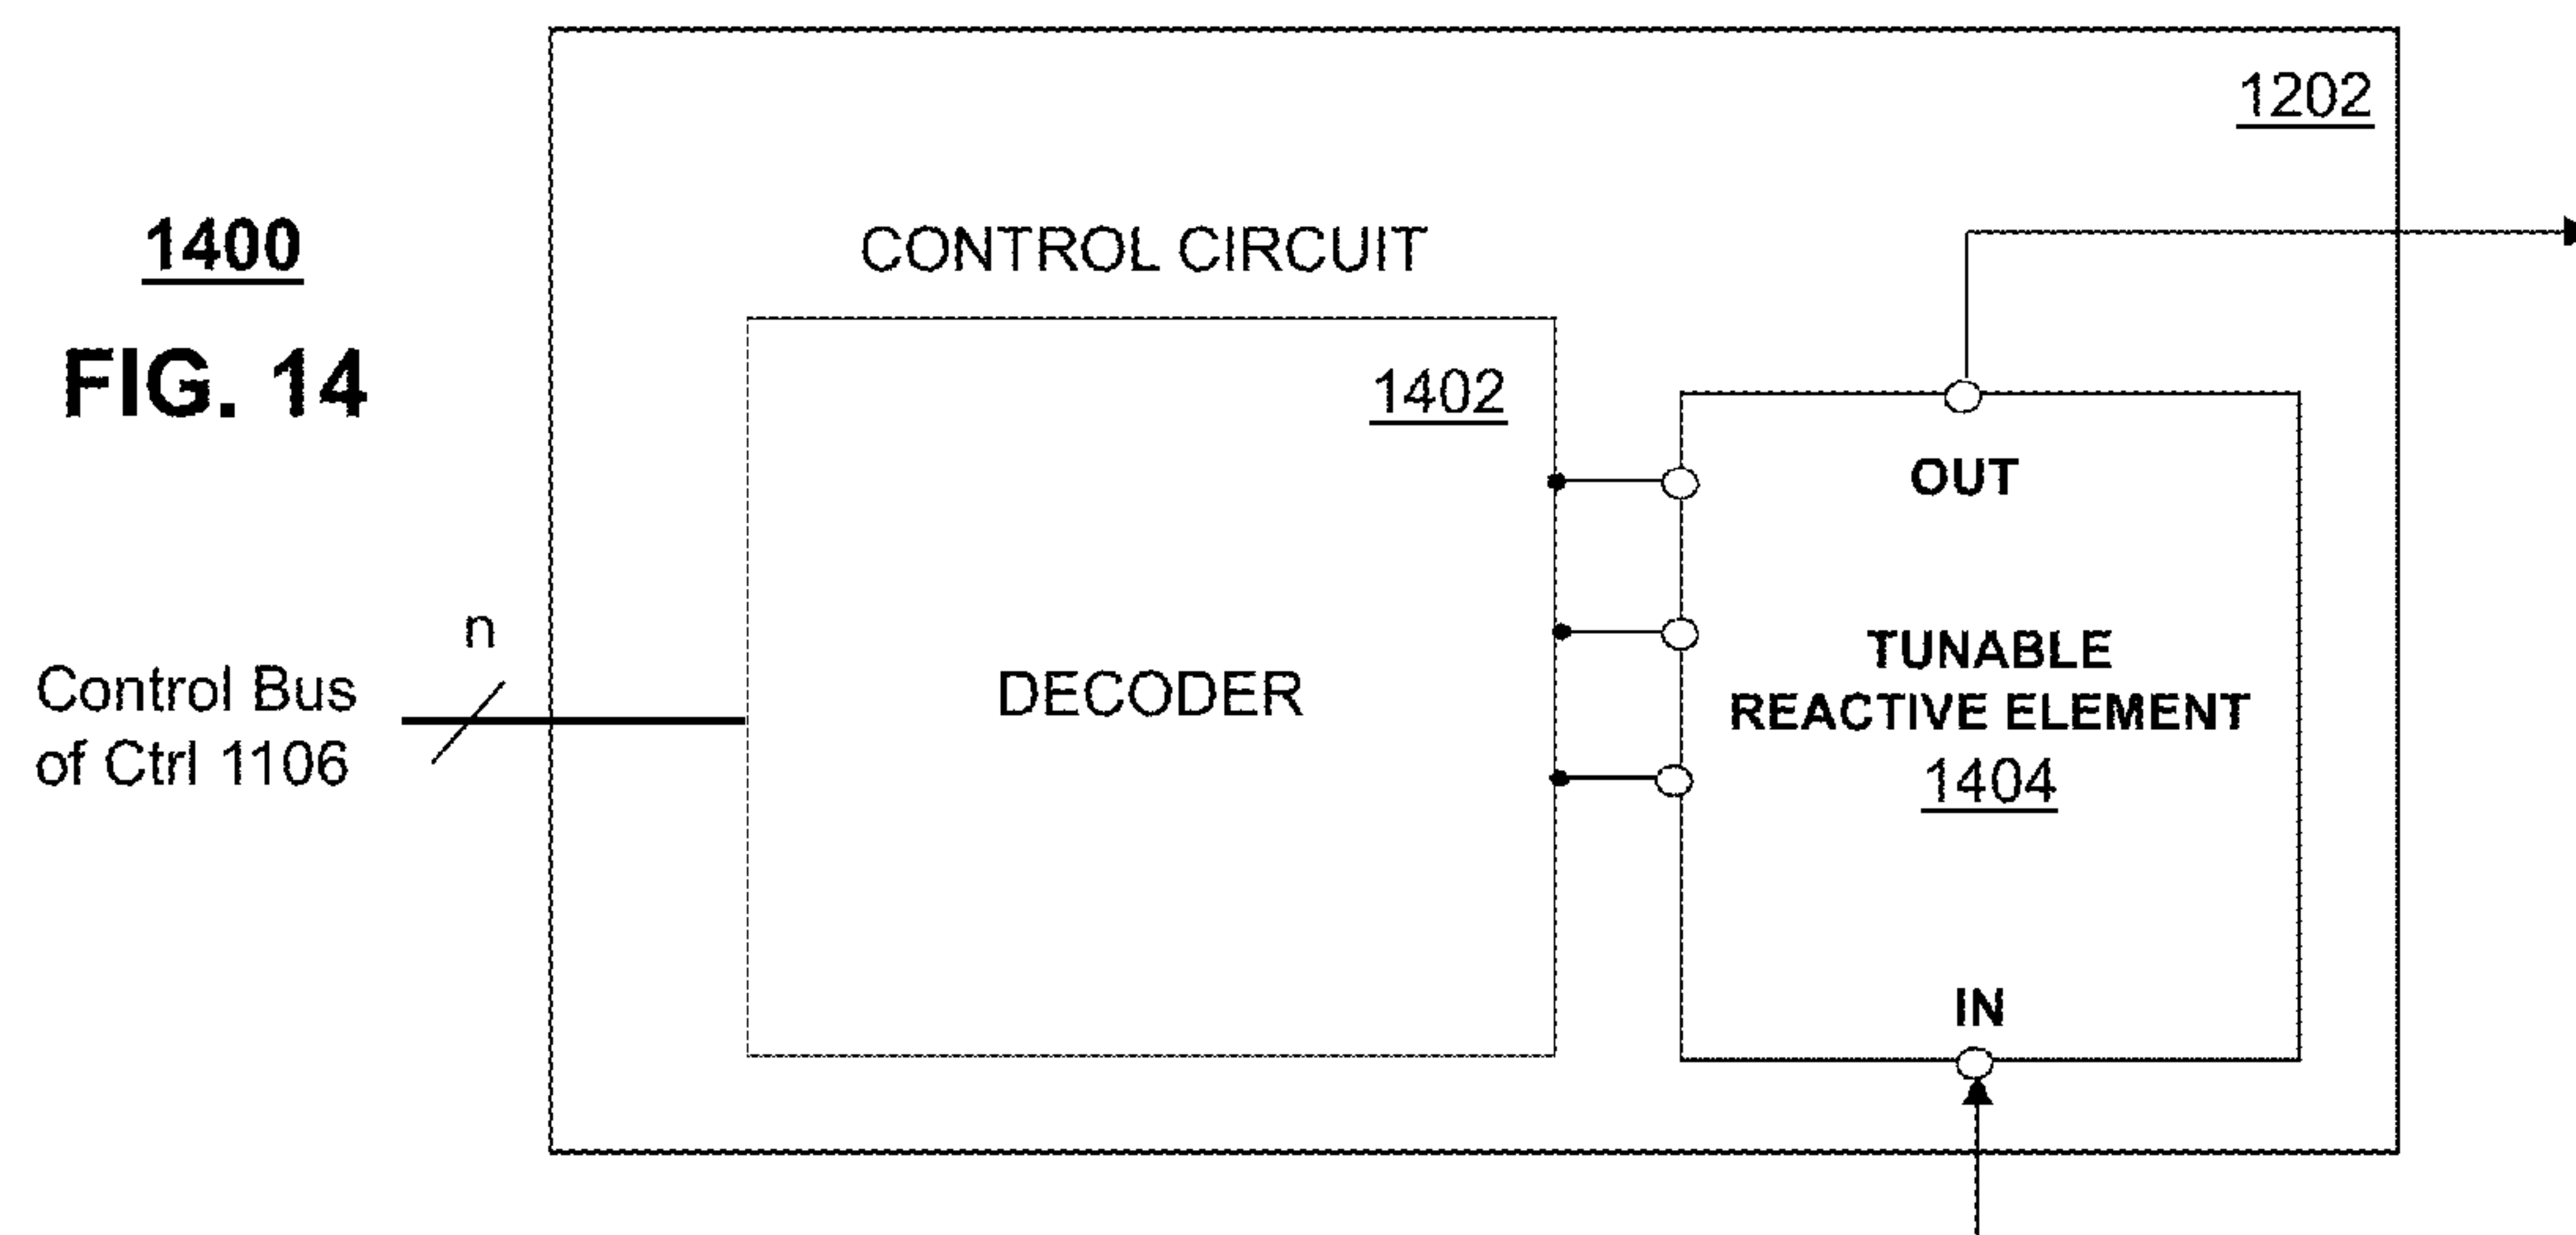 1202
1400
FIG. 14
CONTROL CIRCUIT
1402
OUT
n
Control Bus
of Ctrl 1106
DECODER
TUNABLE
REACTIVE ELEMENT
1404
IN